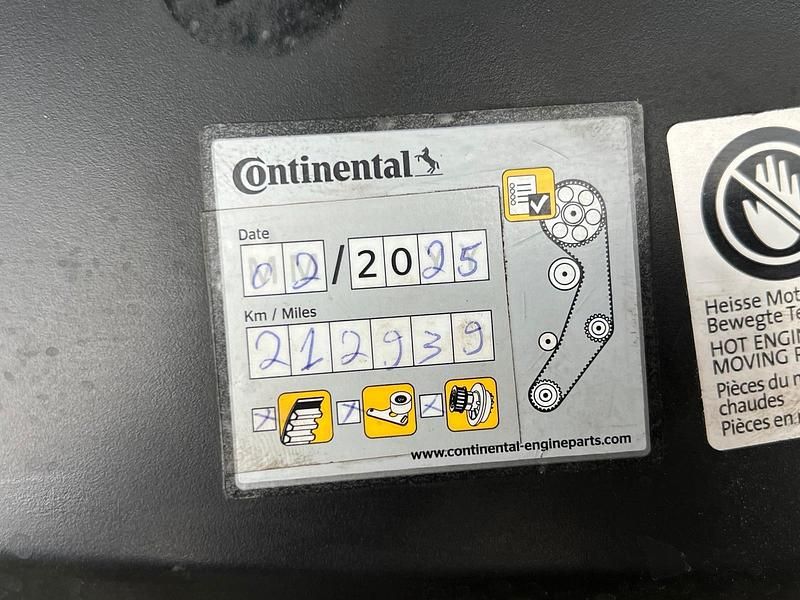 Continental
Date
02/2025
Km / Miles
212939
www.continental-engineparts.com
Heisse Mot
Bewegte Te
HOT ENGI
MOVING P
Pièces du m
chaudes
Pièces en